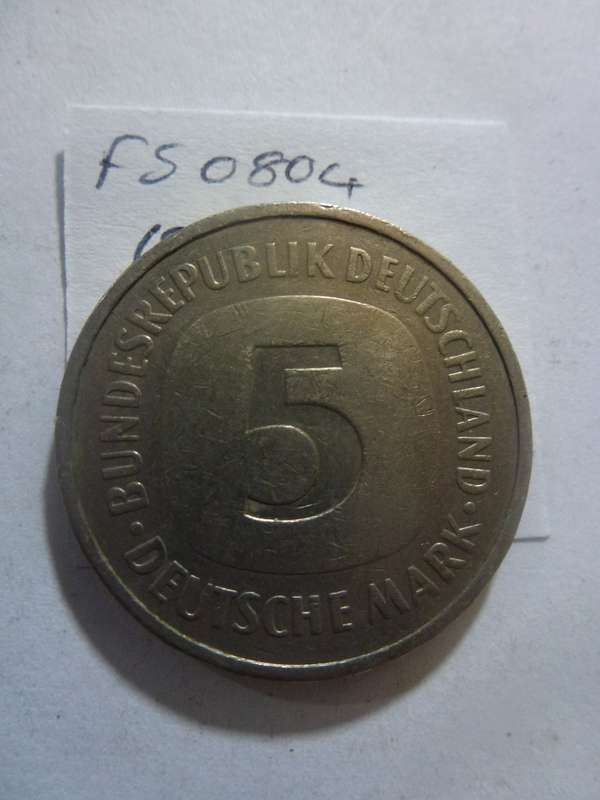 FS 0804
BUNDESREPUBLIK DEUTSCHLAND
5
DEUTSCHE MARK